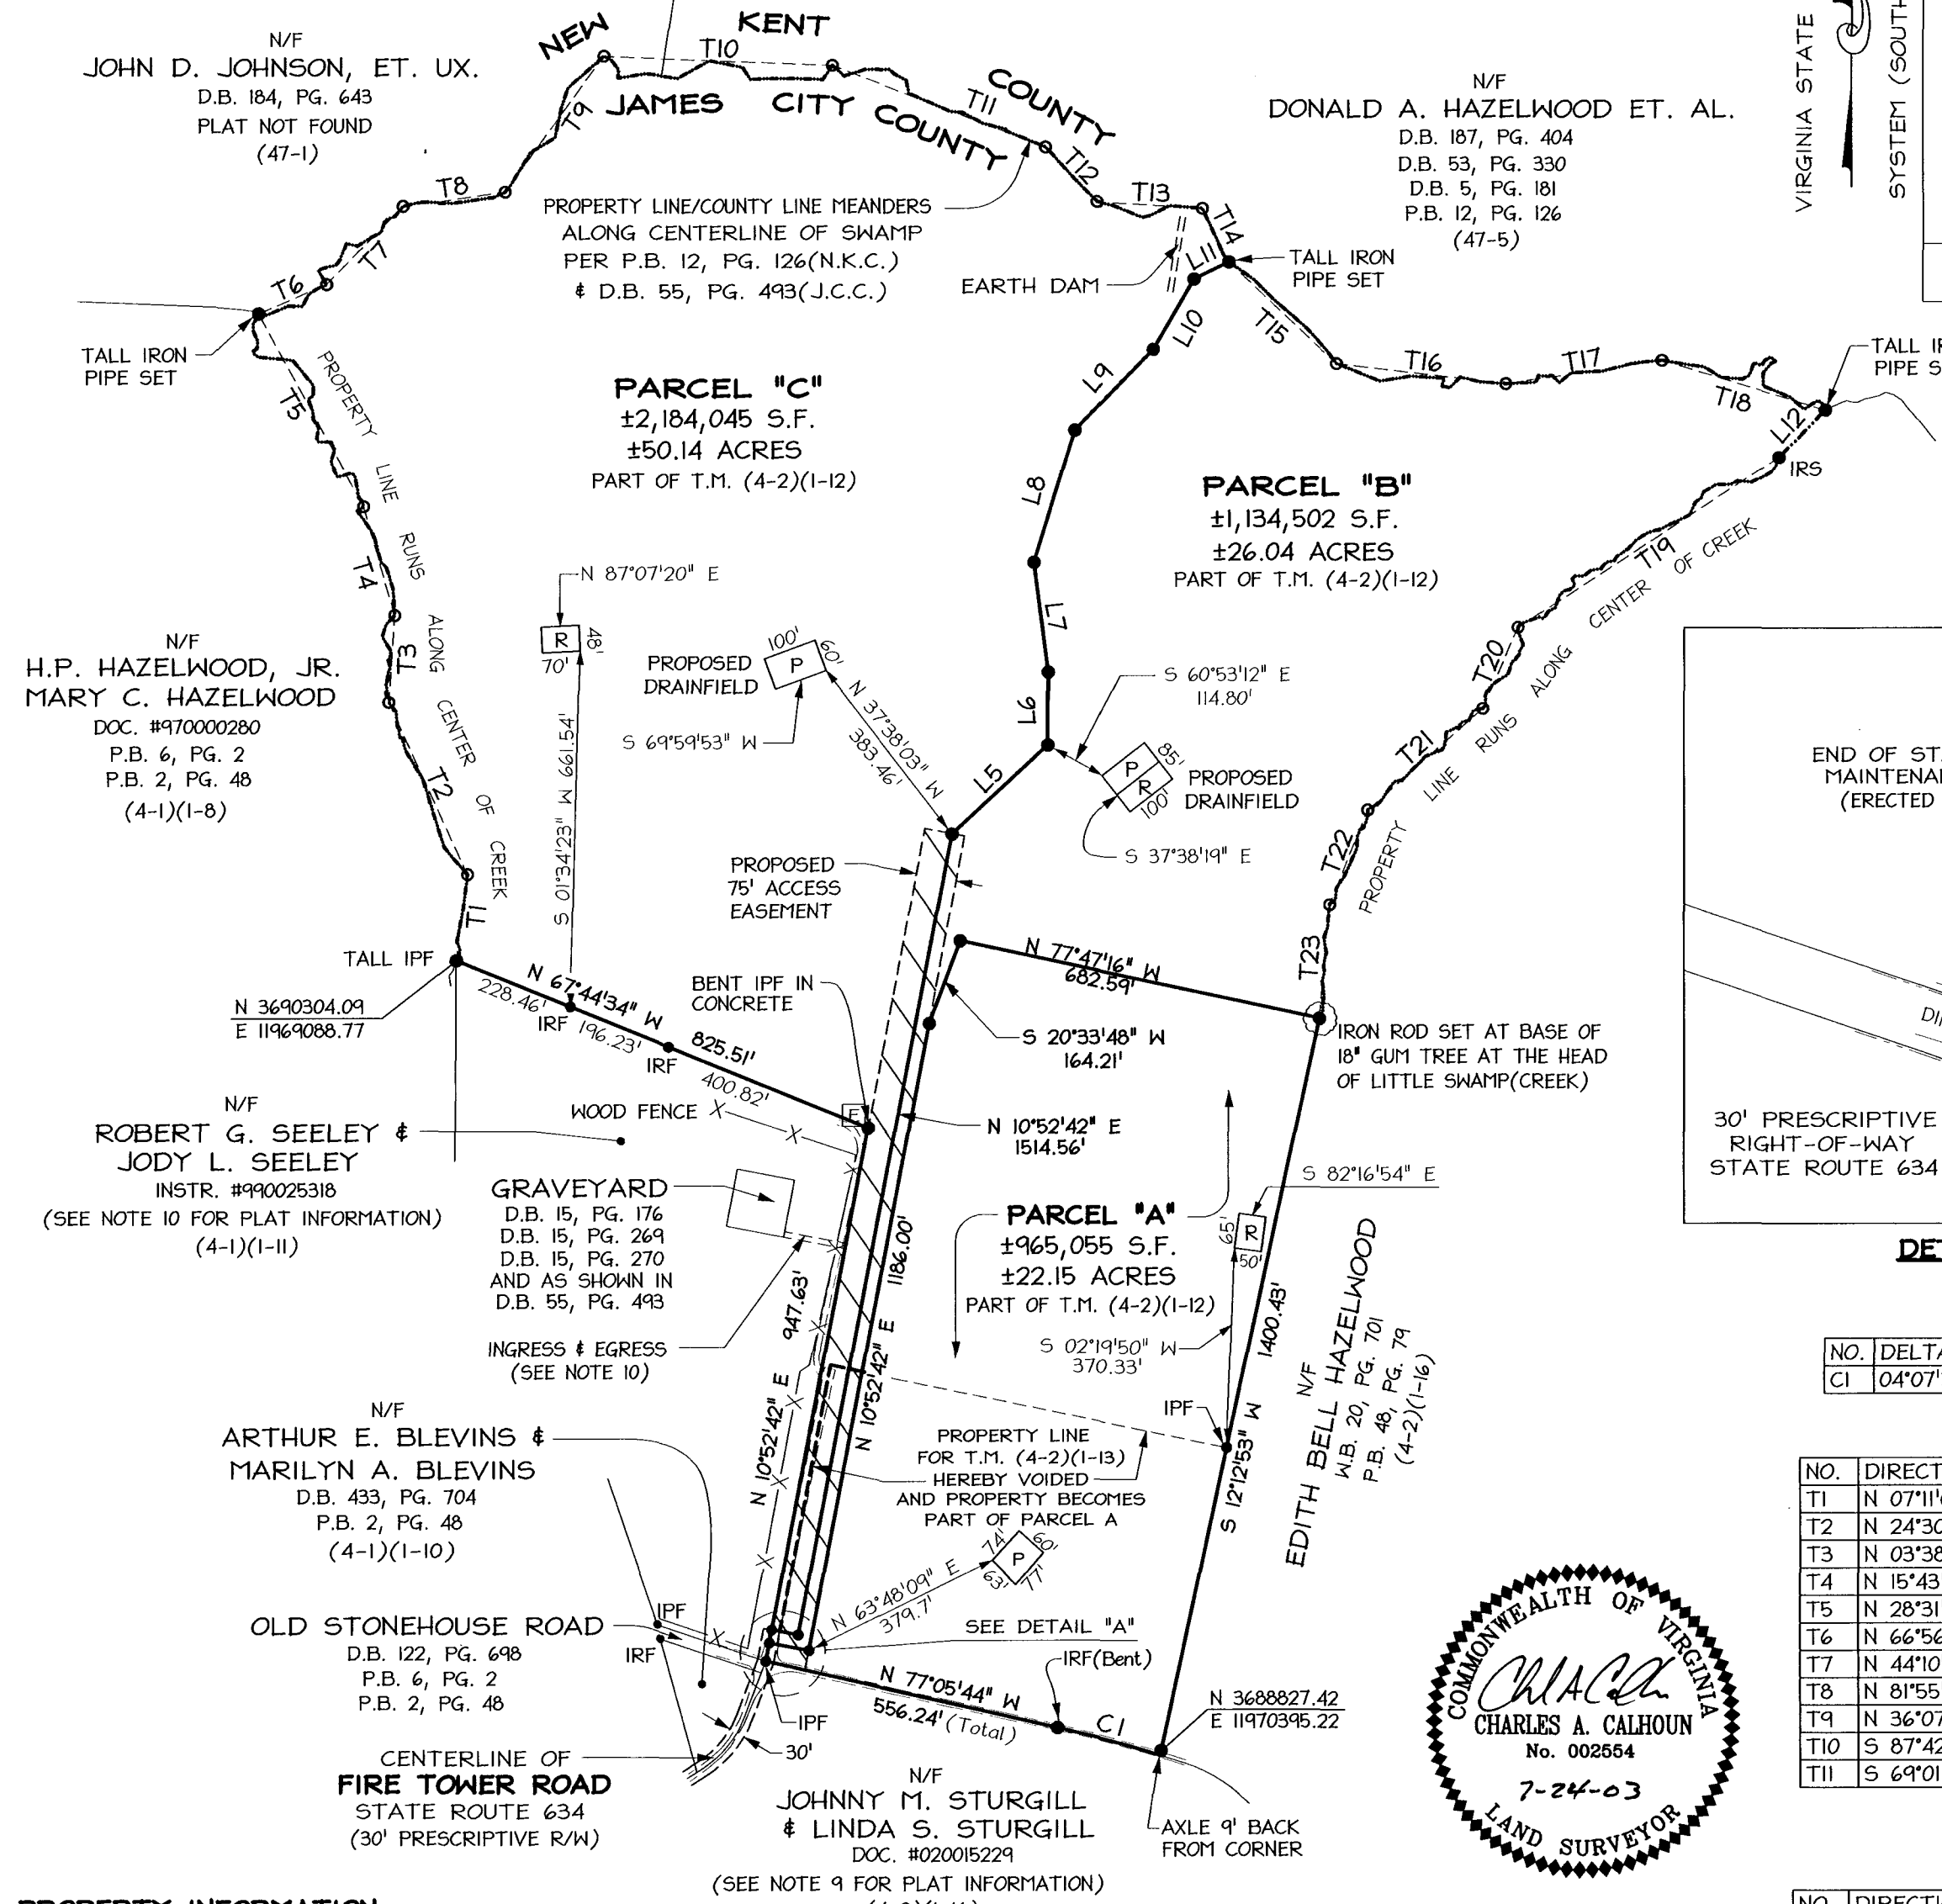 NEW KENT COUNTY
JAMES CITY COUNTY
N/F
JOHN D. JOHNSON, ET. UX.
D.B. 184, PG. 643
PLAT NOT FOUND
(47-1)
T10
T11
T9
T8
T7
T6
T12
T13
T14
L11
N/F
DONALD A. HAZELWOOD ET. AL.
D.B. 187, PG. 404
D.B. 53, PG. 330
D.B. 5, PG. 181
P.B. 12, PG. 126
(47-5)
VIRGINIA STATE
SYSTEM (SOUTH
PROPERTY LINE/COUNTY LINE MEANDERS
ALONG CENTERLINE OF SWAMP
PER P.B. 12, PG. 126(N.K.C.)
& D.B. 55, PG. 493(J.C.C.)
EARTH DAM
TALL IRON
PIPE SET
TALL IRON
PIPE SET
T5
PROPERTY LINE RUNS ALONG CENTER OF CREEK
L10
L9
T15
T16
T17
T18
L12
IRS
PARCEL "C"
±2,184,045 S.F.
±50.14 ACRES
PART OF T.M. (4-2)(1-12)
L8
PARCEL "B"
±1,134,502 S.F.
±26.04 ACRES
PART OF T.M. (4-2)(1-12)
T19
PROPERTY LINE RUNS ALONG CENTER OF CREEK
T4
N 87°07'20" E
R
48'
70'
T3
L7
T20
N/F
H.P. HAZELWOOD, JR.
MARY C. HAZELWOOD
DOC. #970000280
P.B. 6, PG. 2
P.B. 2, PG. 48
(4-1)(1-8)
PROPOSED
DRAINFIELD
100'
60'
P
S 69°59'53" W
N 37°38'03" W
383.46'
S 01°34'23" W 661.54'
L6
S 60°53'12" E
114.80'
L5
P
R
85'
100'
PROPOSED
DRAINFIELD
S 37°38'19" E
T21
T2
T22
END OF ST
MAINTENA
(ERECTED
PROPOSED
75' ACCESS
EASEMENT
T1
T23
TALL IPF
N 3690304.09
E 11969088.77
N 67°44'34" W
825.51'
228.46'
IRF
196.23'
IRF
400.82'
BENT IPF IN
CONCRETE
N 77°47'16" W
682.59'
S 20°33'48" W
164.21'
IRON ROD SET AT BASE OF
18" GUM TREE AT THE HEAD
OF LITTLE SWAMP(CREEK)
WOOD FENCE
N/F
ROBERT G. SEELEY &
JODY L. SEELEY
INSTR. #990025318
(SEE NOTE 10 FOR PLAT INFORMATION)
(4-1)(1-11)
N 10°52'42" E
1514.56'
30' PRESCRIPTIVE
RIGHT-OF-WAY
STATE ROUTE 634
GRAVEYARD
D.B. 15, PG. 176
D.B. 15, PG. 269
D.B. 15, PG. 270
AND AS SHOWN IN
D.B. 55, PG. 493
INGRESS & EGRESS
(SEE NOTE 10)
N 10°52'42" E 947.63'
N 10°52'42" E 1186.00'
PARCEL "A"
±965,055 S.F.
±22.15 ACRES
PART OF T.M. (4-2)(1-12)
S 82°16'54" E
R
65'
50'
S 02°19'50" W
370.33'
S 12°12'53" W 1400.43'
IPF
N/F
EDITH BELL HAZELWOOD
W.B. 20, PG. 701
P.B. 48, PG. 79
(4-2)(1-16)
NO. DELTA
C1 04°07'
N/F
ARTHUR E. BLEVINS &
MARILYN A. BLEVINS
D.B. 433, PG. 704
P.B. 2, PG. 48
(4-1)(1-10)
PROPERTY LINE
FOR T.M. (4-2)(1-13)
HEREBY VOIDED
AND PROPERTY BECOMES
PART OF PARCEL A
P
74'
60'
63'
77'
N 63°48'09" E
379.7'
OLD STONEHOUSE ROAD
D.B. 122, PG. 698
P.B. 6, PG. 2
P.B. 2, PG. 48
IPF
IRF
SEE DETAIL "A"
IRF(Bent)
N 77°05'44" W
556.24' (Total)
C1
IPF
30'
N 3688827.42
E 11970395.22
CENTERLINE OF
FIRE TOWER ROAD
STATE ROUTE 634
(30' PRESCRIPTIVE R/W)
N/F
JOHNNY M. STURGILL
& LINDA S. STURGILL
DOC. #020015229
(SEE NOTE 9 FOR PLAT INFORMATION)
AXLE 9' BACK
FROM CORNER
COMMONWEALTH OF VIRGINIA
CHARLES A. CALHOUN
No. 002554
7-24-03
LAND SURVEYOR
NO. DIRECT
T1 N 07°11'
T2 N 24°30
T3 N 03°38
T4 N 15°43
T5 N 28°31
T6 N 66°56
T7 N 44°10
T8 N 81°55
T9 N 36°07
T10 S 87°42
T11 S 69°01
PROPERTY INFORMATION
NO. DIRECTI